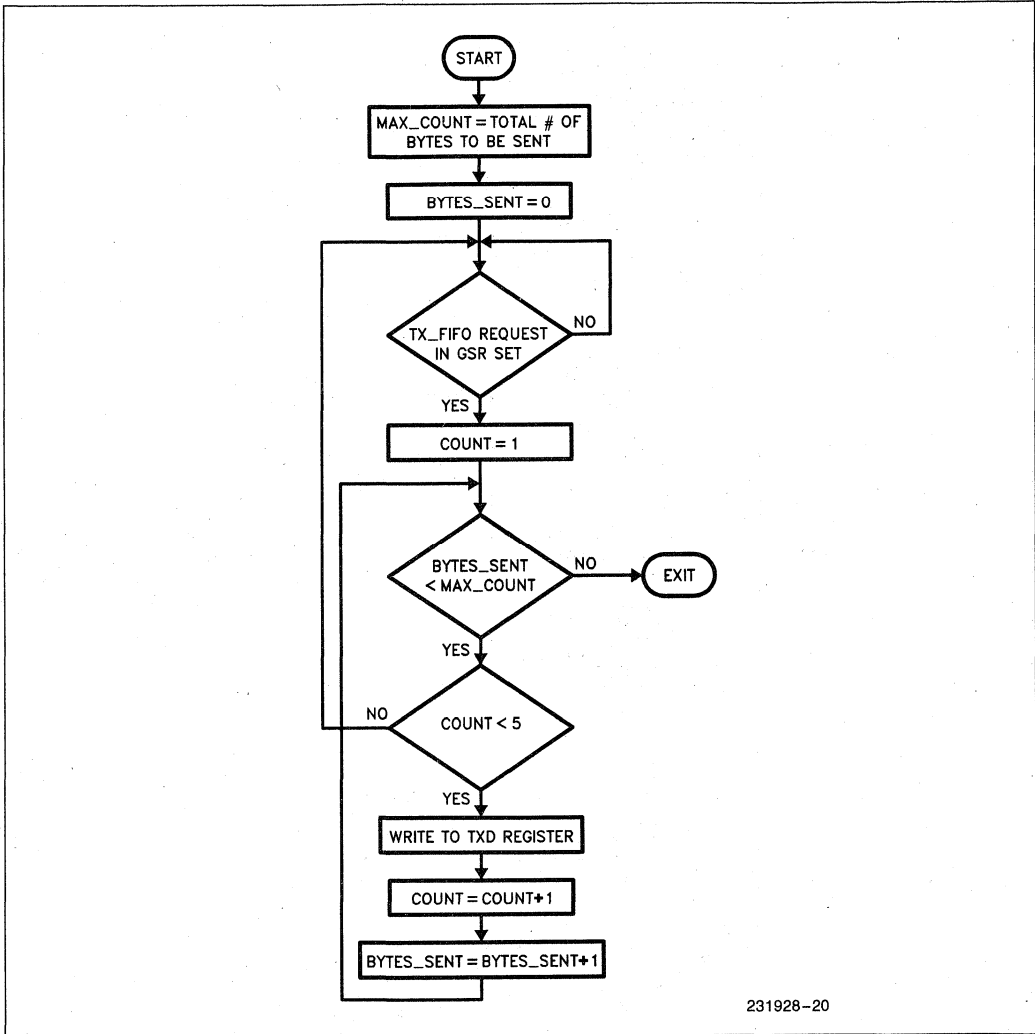 START
MAX_COUNT=TOTAL # OF
BYTES TO BE SENT
BYTES_SENT=0
TX_FIFO REQUEST
IN GSR SET
NO
YES
COUNT = 1
BYTES_SENT
< MAX_COUNT
NO
EXIT
YES
COUNT < 5
NO
YES
WRITE TO TXD REGISTER
COUNT=COUNT+1
BYTES_SENT=BYTES_SENT+1
231928-20